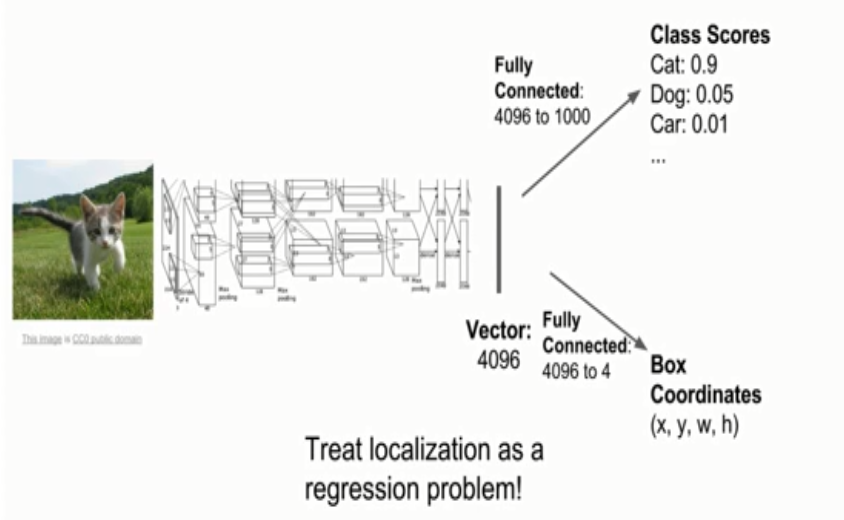 Class Scores
Cat: 0.9
Dog: 0.05
Car: 0.01
...
Fully
Connected:
4096 to 1000
This image is CC0 public domain
Max
pooling
Max
pooling
Max
pooling
Vector:
4096
Fully
Connected:
4096 to 4
Box
Coordinates
(x, y, w, h)
Treat localization as a
regression problem!